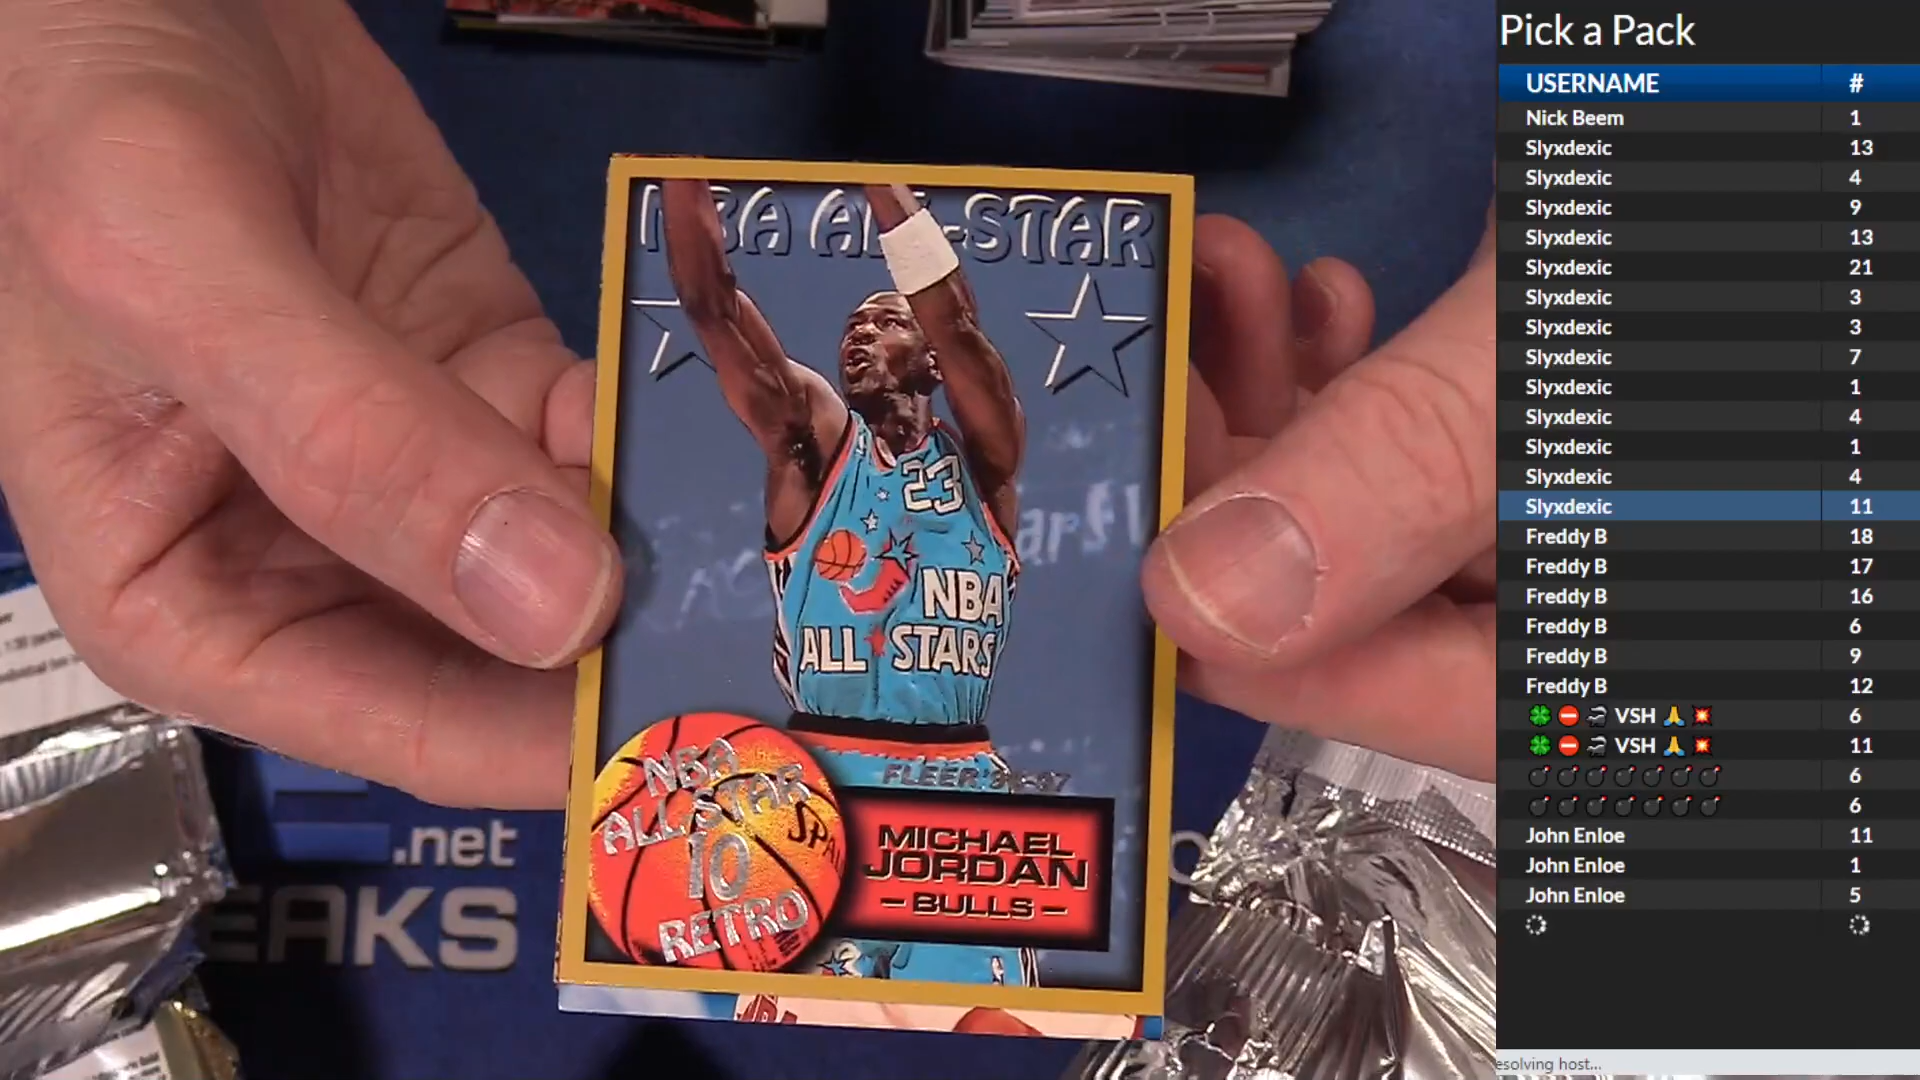 NBA ALL-STAR
23
NBA
ALL STARS
NBA
ALL-STAR
10
RETRO
FLEER '96-97
MICHAEL
JORDAN
- BULLS -
.net
EAKS
Pick a Pack
USERNAME #
Nick Beem 1
Slyxdexic 13
Slyxdexic 4
Slyxdexic 9
Slyxdexic 13
Slyxdexic 21
Slyxdexic 3
Slyxdexic 3
Slyxdexic 7
Slyxdexic 1
Slyxdexic 4
Slyxdexic 1
Slyxdexic 4
Slyxdexic 11
Freddy B 18
Freddy B 17
Freddy B 16
Freddy B 6
Freddy B 9
Freddy B 12
VSH 6
VSH 11
6
6
John Enloe 11
John Enloe 1
John Enloe 5
esolving host...